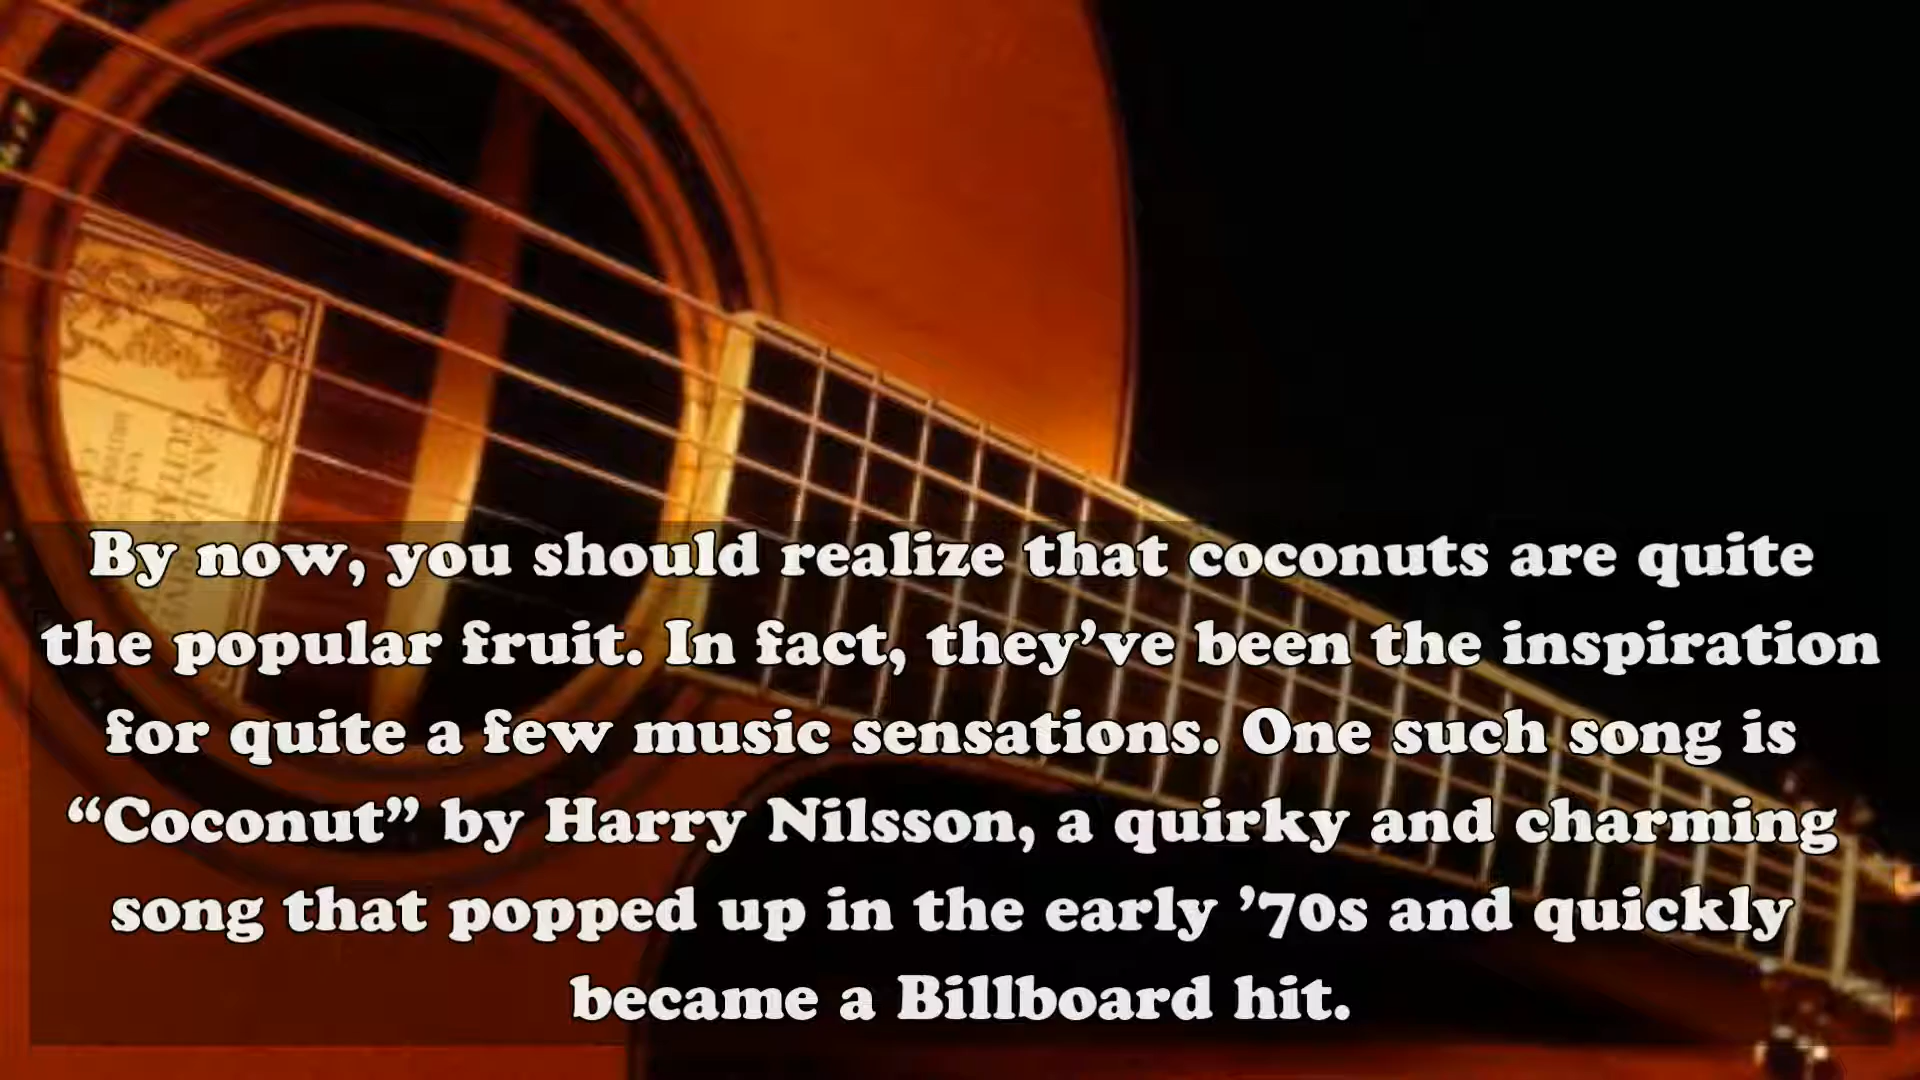 By now, you should realize that coconuts are quite
the popular fruit. In fact, they’ve been the inspiration
for quite a few music sensations. One such song is
“Coconut” by Harry Nilsson, a quirky and charming
song that popped up in the early ’70s and quickly
became a Billboard hit.